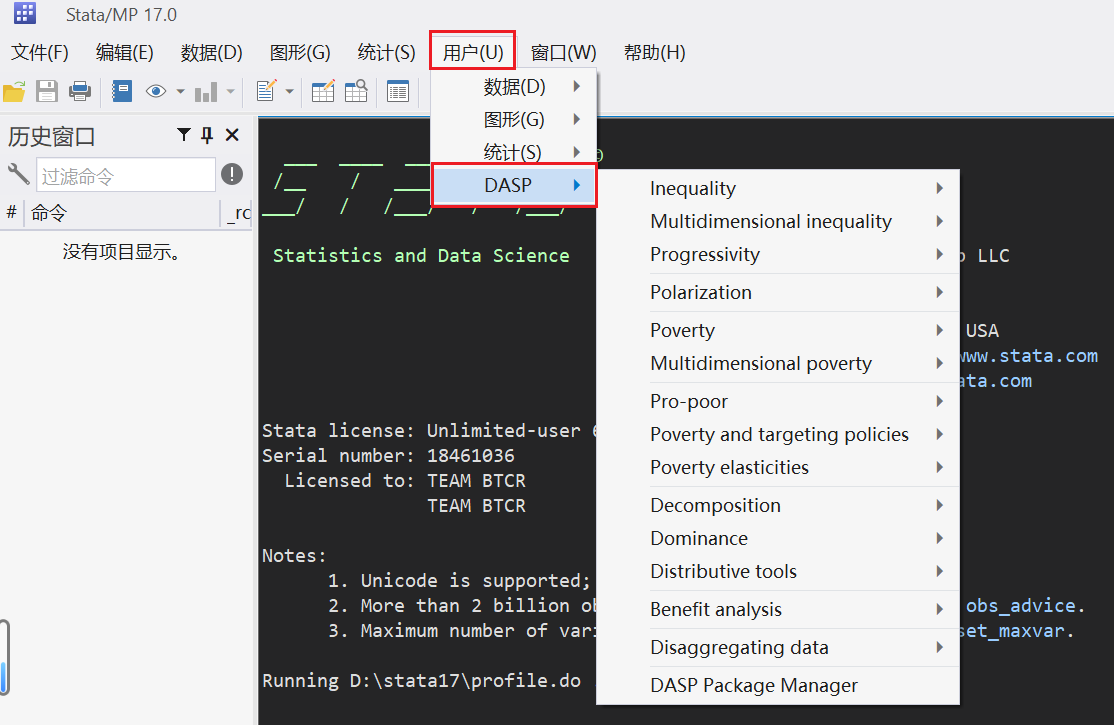 Stata/MP 17.0
文件(F) 编辑(E) 数据(D) 图形(G) 统计(S) 用户(U) 窗口(W) 帮助(H)
历史窗口
过滤命令
# 命令 _rc
没有项目显示。
数据(D)
图形(G)
统计(S)
DASP
Inequality
Multidimensional inequality
Progressivity
Polarization
Poverty
Multidimensional poverty
Pro-poor
Poverty and targeting policies
Poverty elasticities
Decomposition
Dominance
Distributive tools
Benefit analysis
Disaggregating data
DASP Package Manager
Statistics and Data Science LLC
USA
www.stata.com
ata.com
Stata license: Unlimited-user
Serial number: 18461036
Licensed to: TEAM BTCR
TEAM BTCR
Notes:
1. Unicode is supported;
2. More than 2 billion ob obs_advice.
3. Maximum number of vari set_maxvar.
Running D:\stata17\profile.do